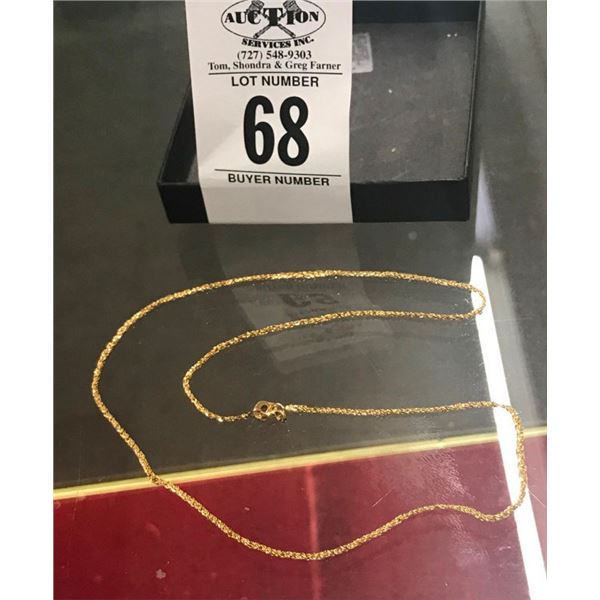 AUCTION
SERVICES INC.
(727) 548-9303
Tom, Shondra & Greg Farner
LOT NUMBER
68
BUYER NUMBER